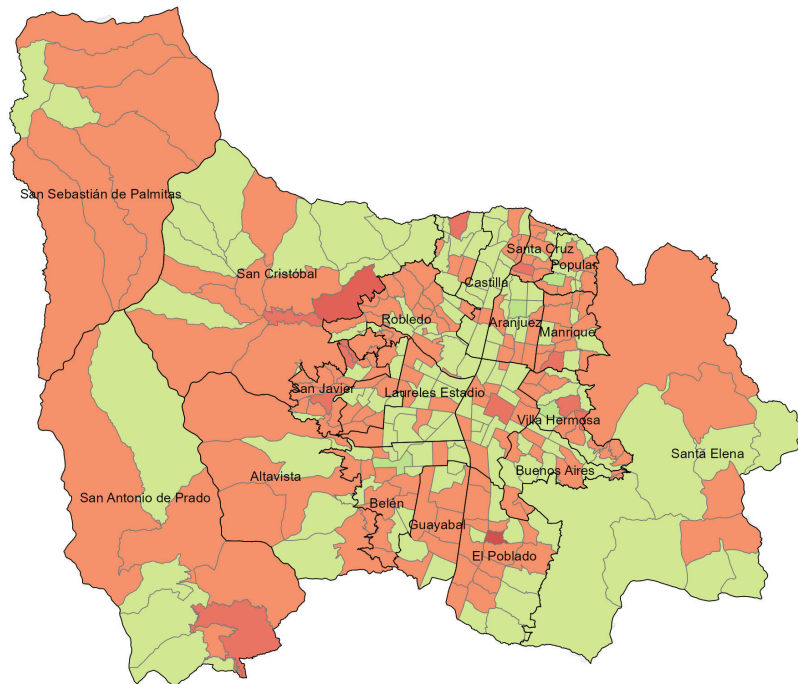 San Sebastián de Palmitas
San Cristóbal
Santa Cruz
Popular
Castilla
Robledo
Aranjuez
Manrique
San Javier
Laureles Estadio
Villa Hermosa
Santa Elena
Buenos Aires
Altavista
San Antonio de Prado
Belén
Guayabal
El Poblado